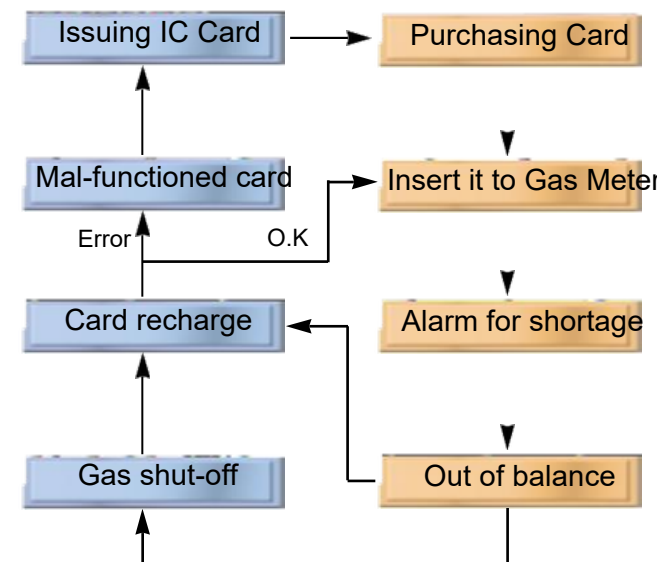 Issuing IC Card
Purchasing Card
Mal-functioned card
Insert it to Gas Meter
Error
O.K
Card recharge
Alarm for shortage
Gas shut-off
Out of balance